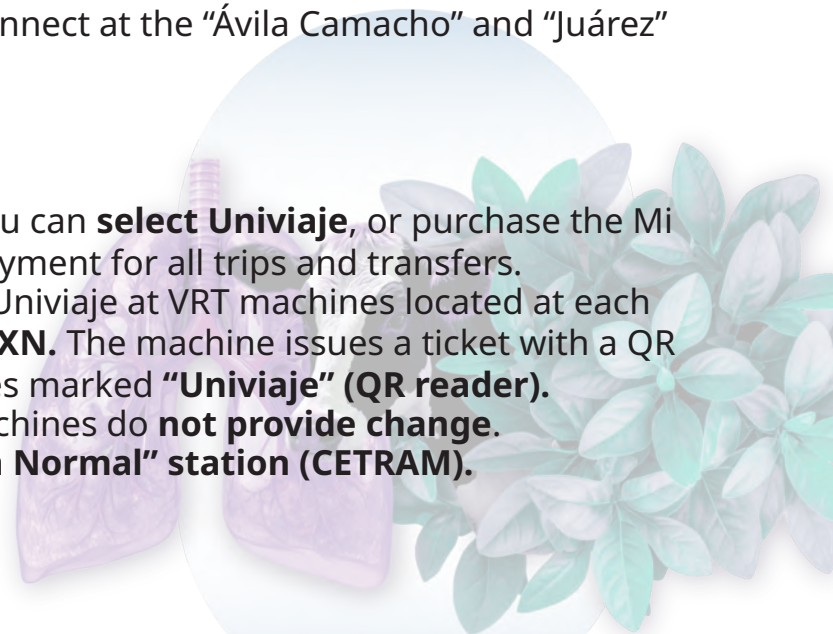 nnect at the “Ávila Camacho” and “Juárez”
u can select Univiaje, or purchase the Mi
yment for all trips and transfers.
Univiaje at VRT machines located at each
XN. The machine issues a ticket with a QR
es marked “Univiaje” (QR reader).
chines do not provide change.
Normal” station (CETRAM).